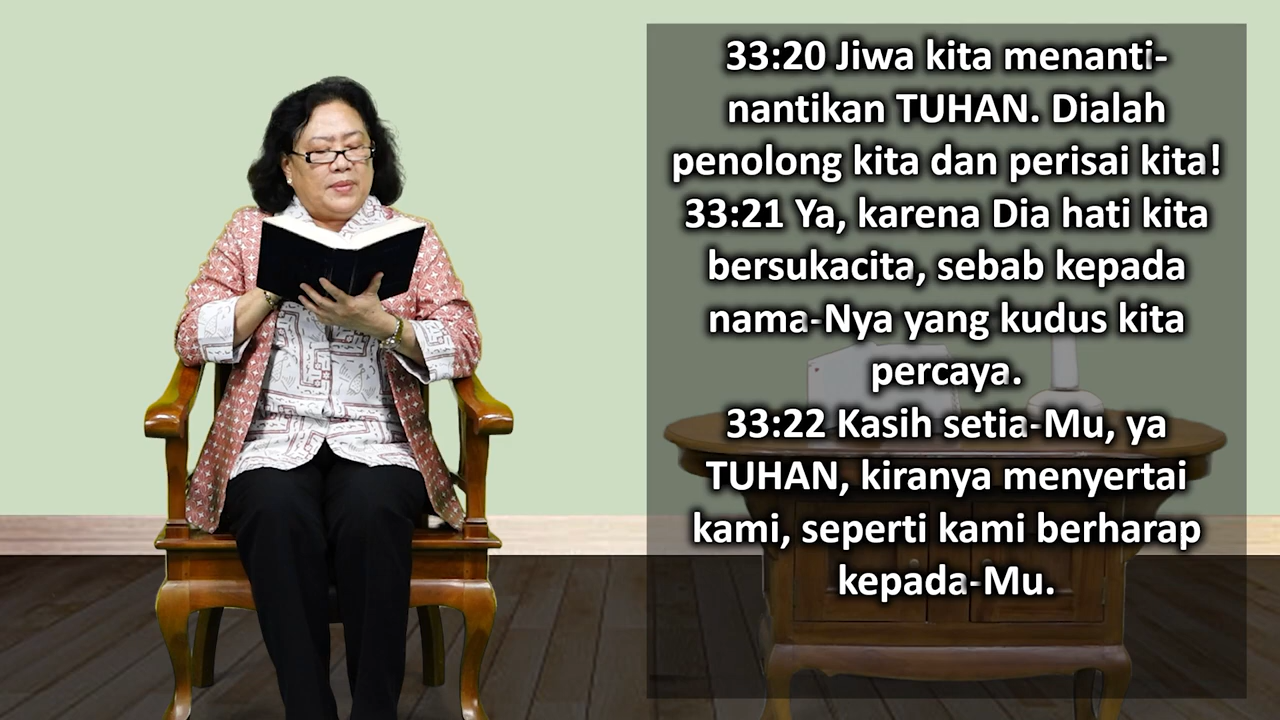 33:20 Jiwa kita menanti-
nantikan TUHAN. Dialah
penolong kita dan perisai kita!
33:21 Ya, karena Dia hati kita
bersukacita, sebab kepada
nama-Nya yang kudus kita
percaya.
33:22 Kasih setia-Mu, ya
TUHAN, kiranya menyertai
kami, seperti kami berharap
kepada-Mu.